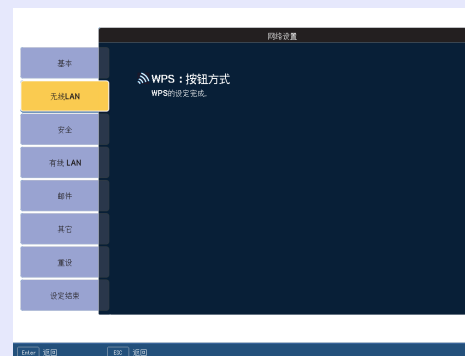 网络设置
基本
无线LAN
安全
有线 LAN
邮件
其它
重设
设定结束
WPS：按钮方式
WPS的设定完成。
Enter 返回 ESC 返回